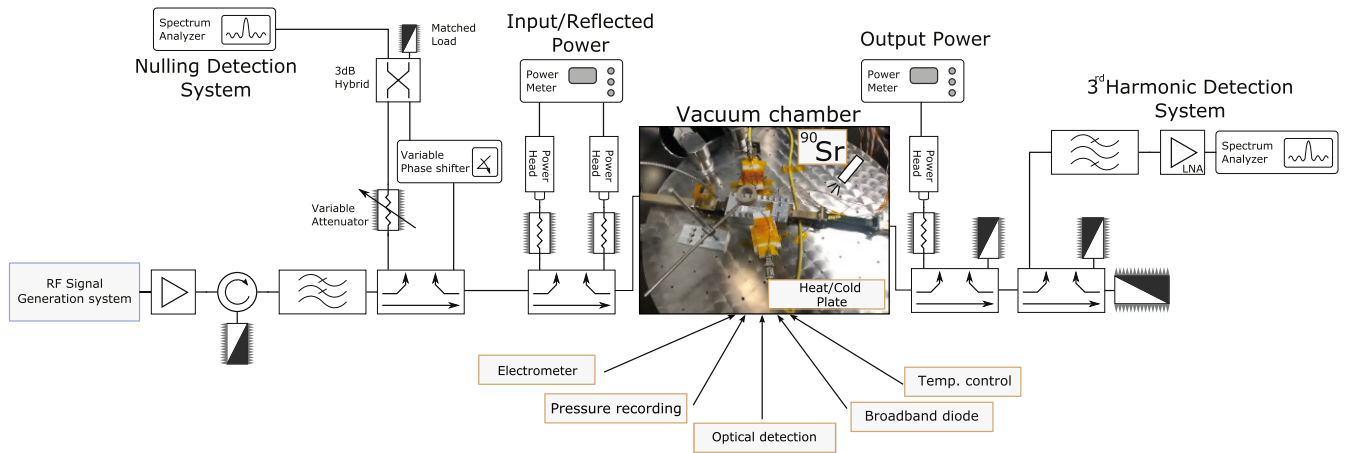 Spectrum
Analyzer
Nulling Detection
System
3dB
Hybrid
Matched
Load
Variable
Phase shifter
Variable
Attenuator
RF Signal
Generation system
Input/Reflected
Power
Power
Meter
Power
Head
Power
Head
Vacuum chamber
90Sr
Heat/Cold
Plate
Output Power
Power
Meter
Power
Head
3rd Harmonic Detection
System
LNA
Spectrum
Analyzer
Electrometer
Pressure recording
Optical detection
Broadband diode
Temp. control